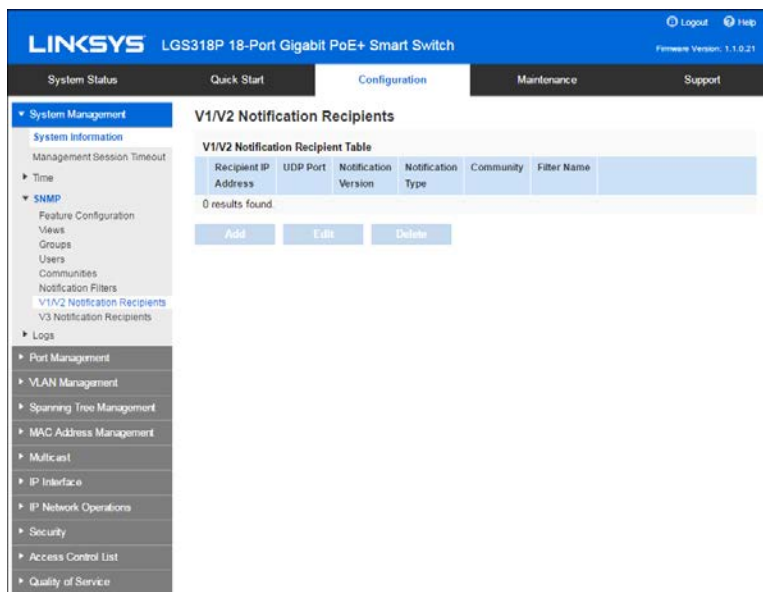 Logout Help
LINKSYS LGS318P 18-Port Gigabit PoE+ Smart Switch
Firmware Version: 1.1.0.21
System Status Quick Start Configuration Maintenance Support
System Management
System Information
Management Session Timeout
Time
SNMP
Feature Configuration
Views
Groups
Users
Communities
Notification Filters
V1/V2 Notification Recipients
V3 Notification Recipients
Logs
Port Management
VLAN Management
Spanning Tree Management
MAC Address Management
Multicast
IP Interface
IP Network Operations
Security
Access Control List
Quality of Service
V1/V2 Notification Recipients
V1/V2 Notification Recipient Table
Recipient IP Address UDP Port Notification Version Notification Type Community Filter Name
0 results found.
Add Edit Delete